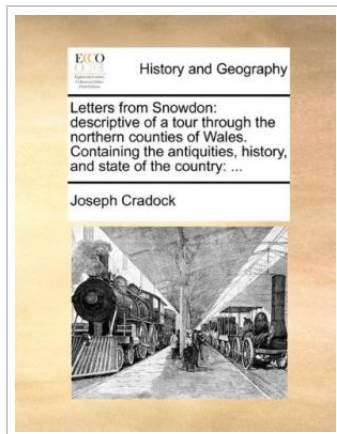 ECCO
History and Geography
Letters from Snowdon:
descriptive of a tour through the
northern counties of Wales.
Containing the antiquities, history,
and state of the country: ...
Joseph Cradock